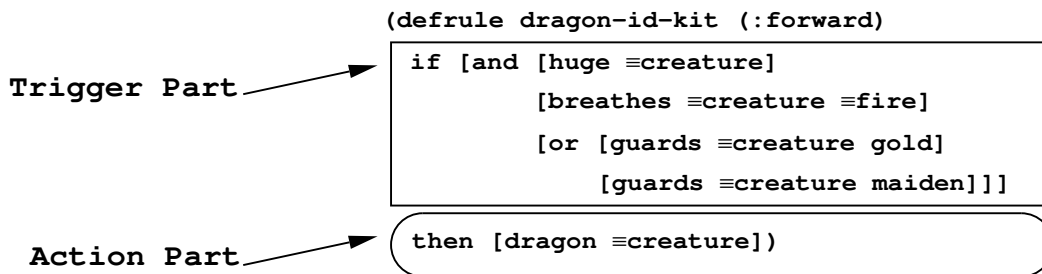 (defrule dragon-id-kit (:forward)
if [and [huge ≡creature]
Trigger Part
[breathes ≡creature ≡fire]
[or [guards ≡creature gold]
[guards ≡creature maiden]]]
Action Part
then [dragon ≡creature])